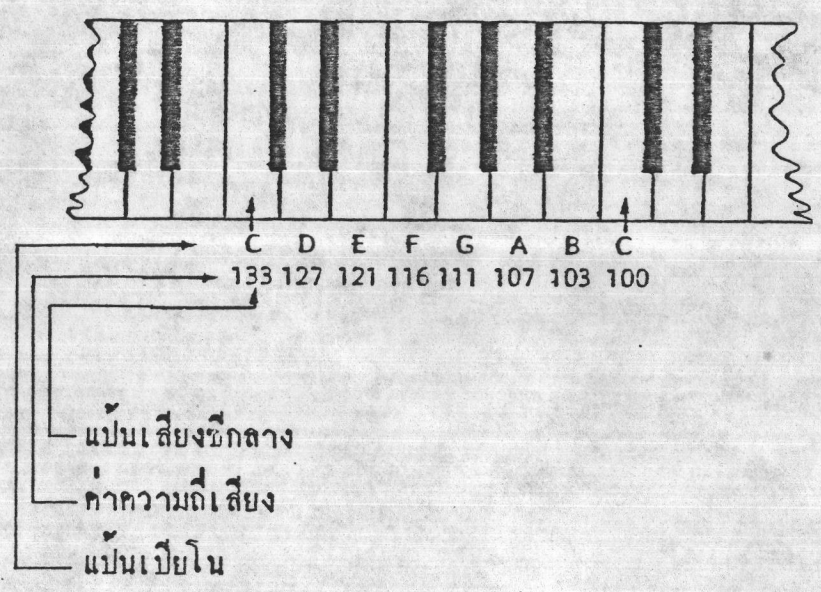 C D E F G A B C
133 127 121 116 111 107 103 100
แป้นเสียงซีกลาง
ค่าความถี่เสียง
แป้นเปียโน